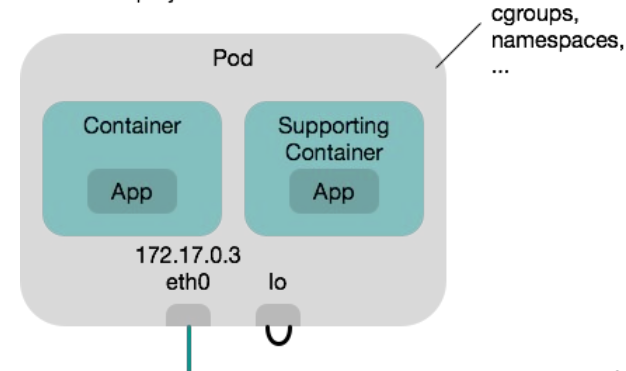 cgroups,
namespaces,
...
Pod
Container
Supporting
Container
App
App
172.17.0.3
eth0
lo